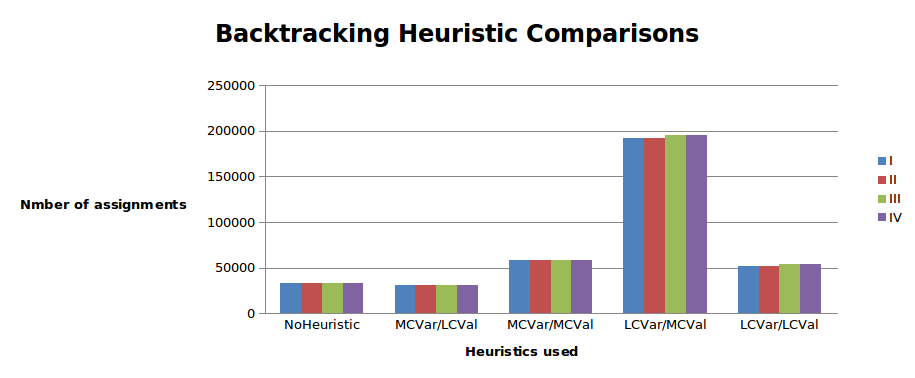 Backtracking Heuristic Comparisons
250000
200000
150000
100000
50000
0
Nmber of assignments
NoHeuristic
MCVar/LCVal
MCVar/MCVal
LCVar/MCVal
LCVar/LCVal
Heuristics used
I
II
III
IV